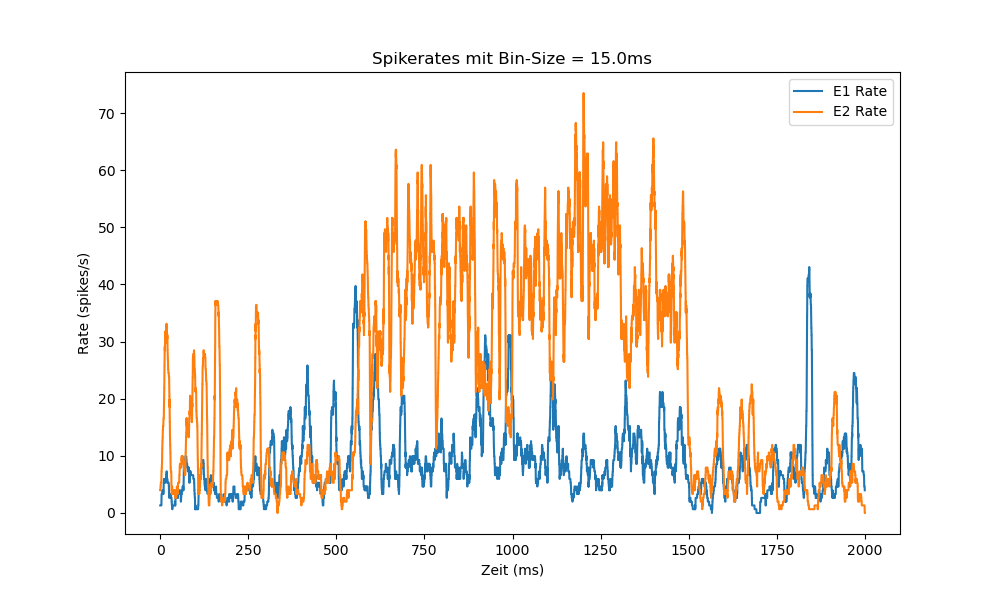 Spikerates mit Bin-Size = 15.0ms
E1 Rate
E2 Rate
Rate (spikes/s)
70
60
50
40
30
20
10
0
0 250 500 750 1000 1250 1500 1750 2000
Zeit (ms)